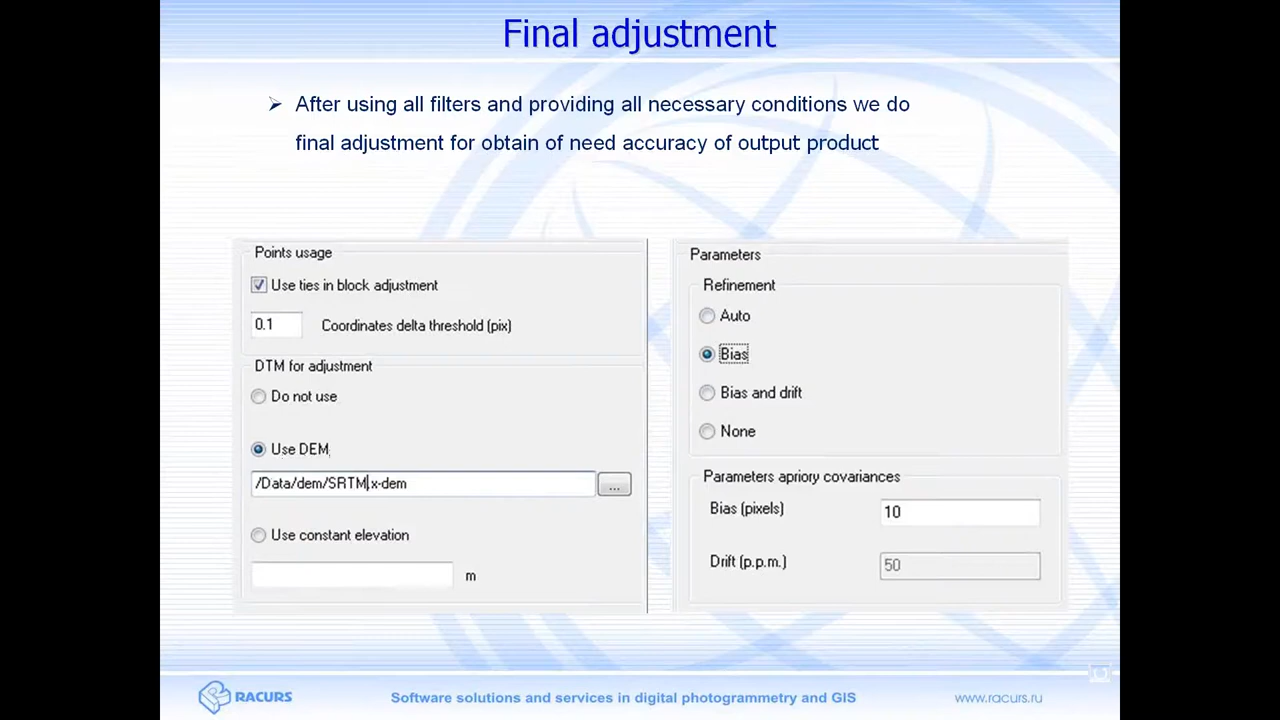 Final adjustment
After using all filters and providing all necessary conditions we do
final adjustment for obtain of need accuracy of output product
Points usage
Use ties in block adjustment
0.1 Coordinates delta threshold (pix)
DTM for adjustment
Do not use
Use DEM
/Data/dem/SRTM.x-dem
...
Use constant elevation
m
Parameters
Refinement
Auto
Bias
Bias and drift
None
Parameters apriory covariances
Bias (pixels) 10
Drift (p.p.m.) 50
RACURS
Software solutions and services in digital photogrammetry and GIS
www.racurs.ru